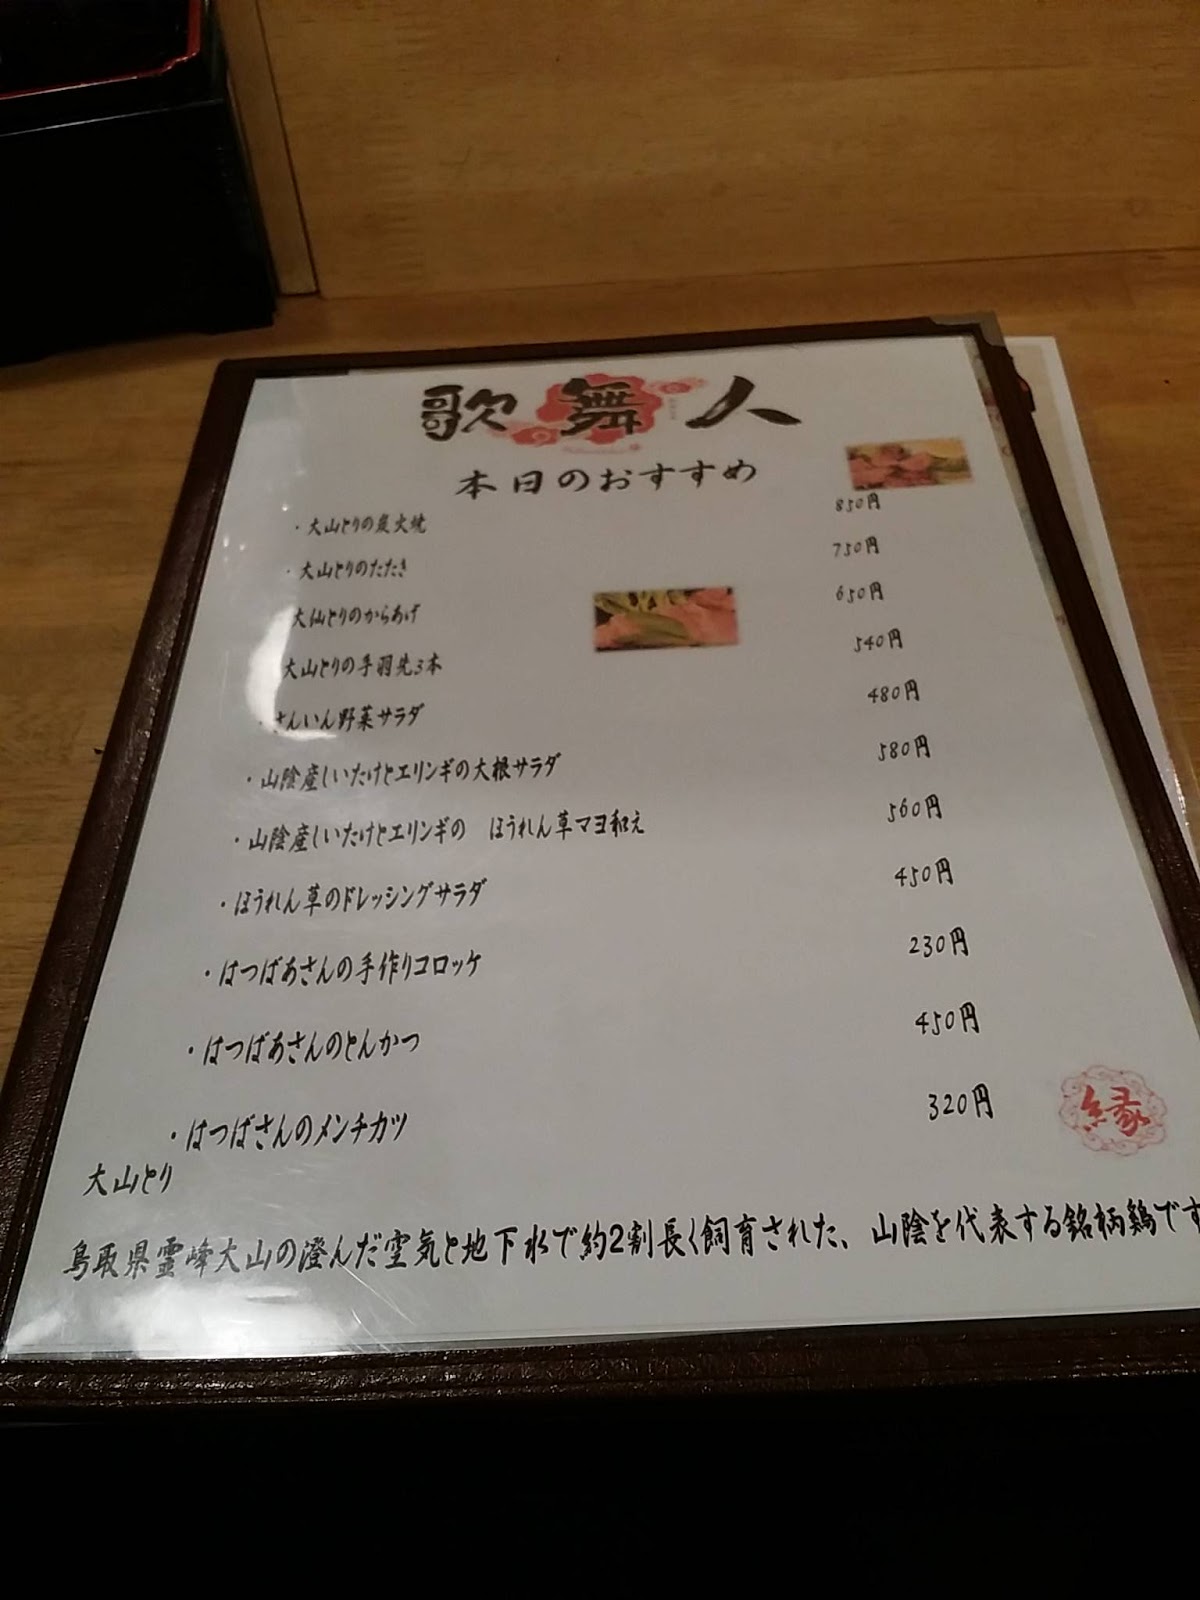 歌舞人
本日のおすすめ
・大山とりの炭火焼 850円
・大山とりのたたき 750円
大仙とりのからあげ 650円
大山とりの手羽先3本 540円
・さんいん野菜サラダ 480円
・山陰産しいたけとエリンギの大根サラダ 580円
・山陰産しいたけとエリンギの ほうれん草マヨ和え 560円
・ほうれん草のドレッシングサラダ 450円
・はつばあさんの手作りコロッケ 230円
・はつばあさんのとんかつ 450円
・はつばさんのメンチカツ 320円
縁
大山とり
鳥取県霊峰大山の澄んだ空気と地下水で約2割長く飼育された、山陰を代表する銘柄鶏です